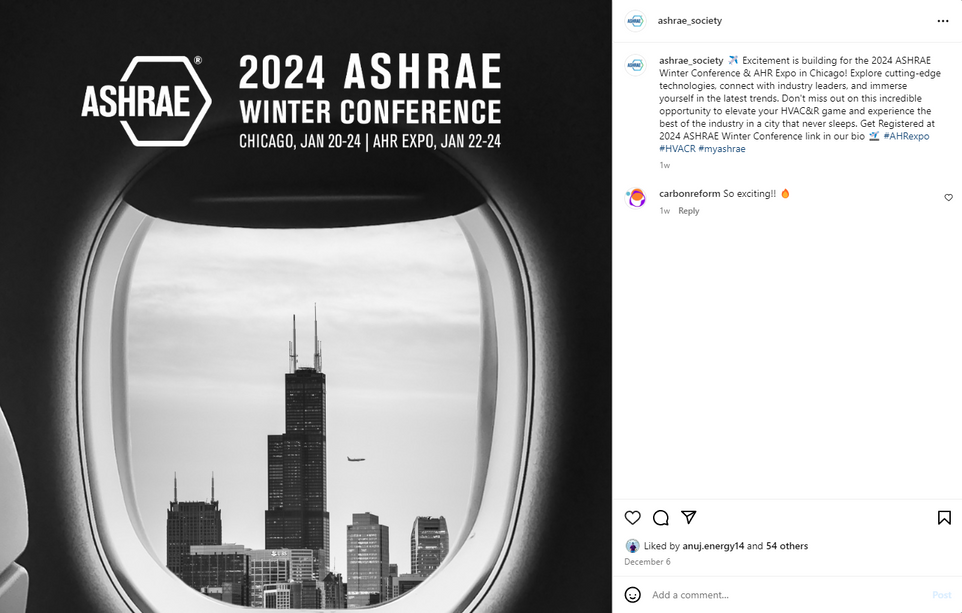 ASHRAE®
2024 ASHRAE
WINTER CONFERENCE
CHICAGO, JAN 20-24 | AHR EXPO, JAN 22-24
ashrae_society
ashrae_society ✈️ Excitement is building for the 2024 ASHRAE
Winter Conference & AHR Expo in Chicago! Explore cutting-edge
technologies, connect with industry leaders, and immerse
yourself in the latest trends. Don't miss out on this incredible
opportunity to elevate your HVAC&R game and experience the
best of the industry in a city that never sleeps. Get Registered at
2024 ASHRAE Winter Conference link in our bio 🛫 #AHRexpo
#HVACR #myashrae
1w
carbonreform So exciting!! 🔥
1w Reply
Liked by anuj.energy14 and 54 others
December 6
Add a comment...
Post